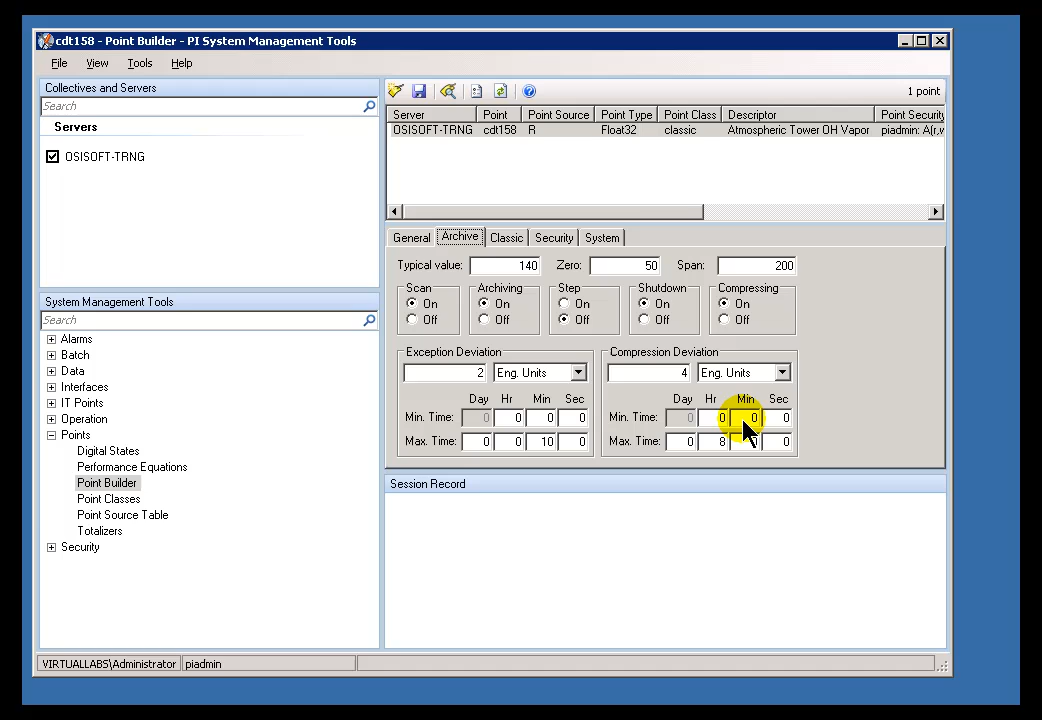 cdt158 - Point Builder - PI System Management Tools
File View Tools Help
Collectives and Servers
Search
Servers
OSISOFT-TRNG
System Management Tools
Search
Alarms
Batch
Data
Interfaces
IT Points
Operation
Points
Digital States
Performance Equations
Point Builder
Point Classes
Point Source Table
Totalizers
Security
1 point
Server Point Point Source Point Type Point Class Descriptor Point Security
OSISOFT-TRNG cdt158 R Float32 classic Atmospheric Tower OH Vapor piadmin: A(r,w
General Archive Classic Security System
Typical value: 140 Zero: 50 Span: 200
Scan Archiving Step Shutdown Compressing
On On On On On
Off Off Off Off Off
Exception Deviation Compression Deviation
2 Eng. Units 4 Eng. Units
Day Hr Min Sec Day Hr Min Sec
Min. Time: 0 0 0 0 Min. Time: 0 0 0 0
Max. Time: 0 0 10 0 Max. Time: 0 8 0 0
Session Record
VIRTUALLABS\Administrator piadmin